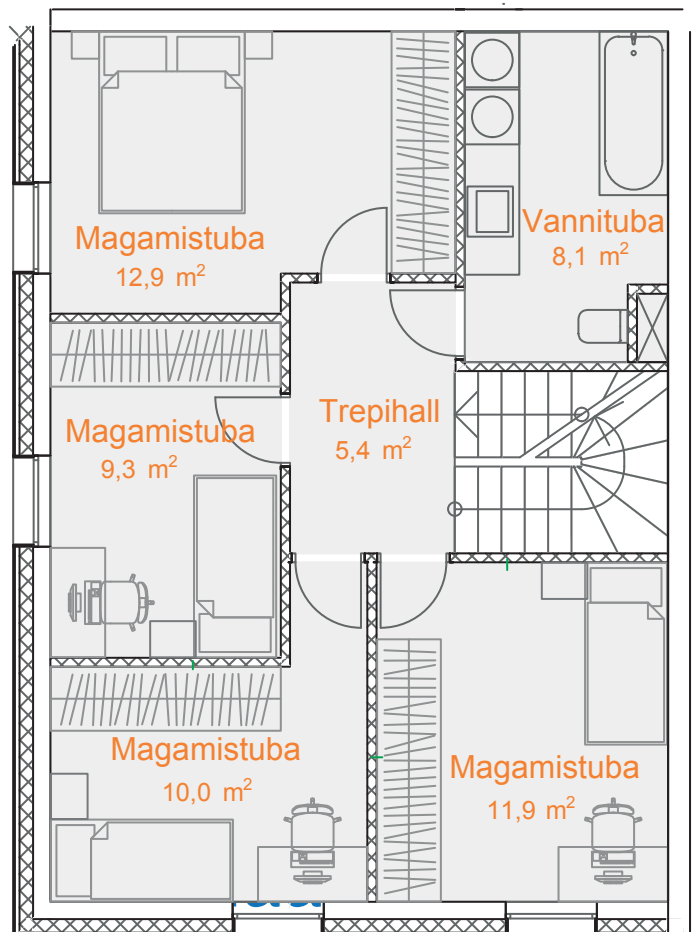 Magamistuba
12,9 m²
Vannituba
8,1 m²
Magamistuba
9,3 m²
Trepihall
5,4 m²
Magamistuba
10,0 m²
Magamistuba
11,9 m²